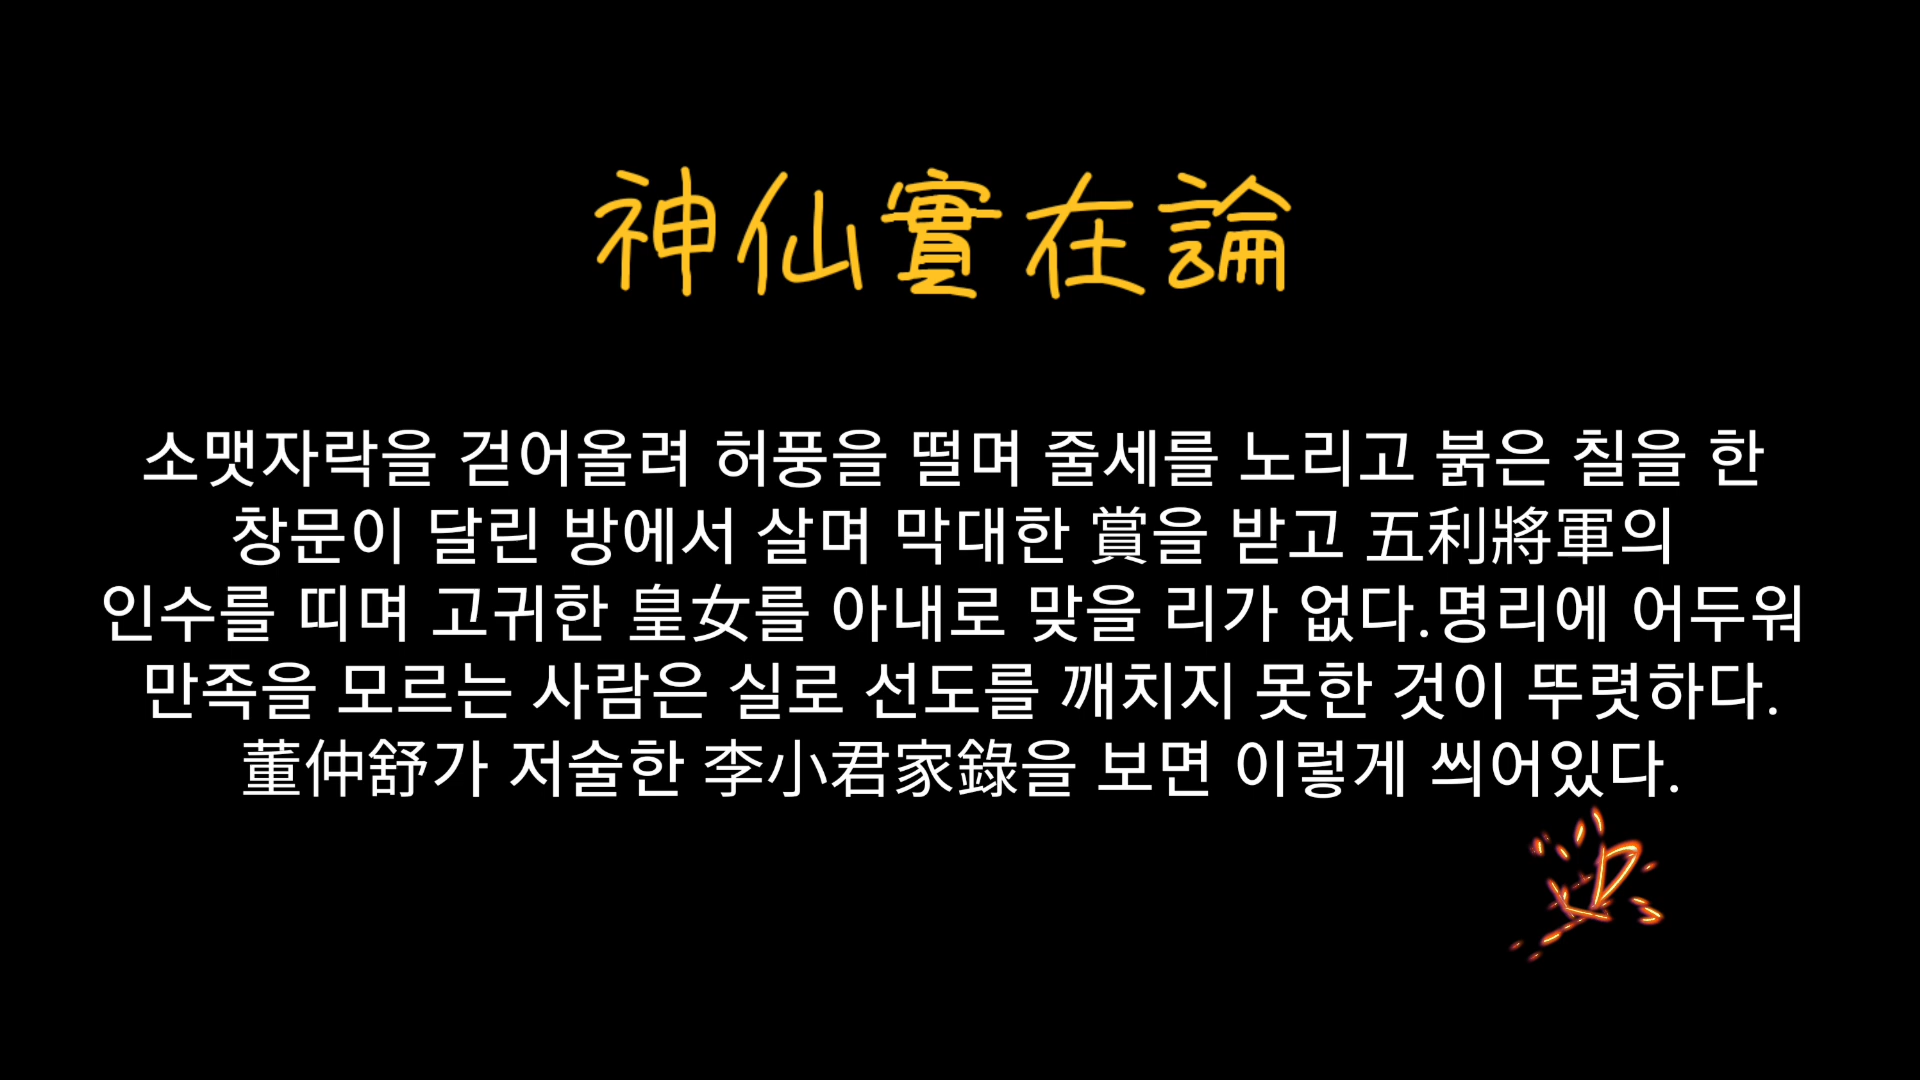 神仙實在論
소맷자락을 걷어올려 허풍을 떨며 줄세를 노리고 붉은 칠을 한
창문이 달린 방에서 살며 막대한 賞을 받고 五利將軍의
인수를 띠며 고귀한 皇女를 아내로 맞을 리가 없다.명리에 어두워
만족을 모르는 사람은 실로 선도를 깨치지 못한 것이 뚜렷하다.
董仲舒가 저술한 李小君家錄을 보면 이렇게 씌어있다.